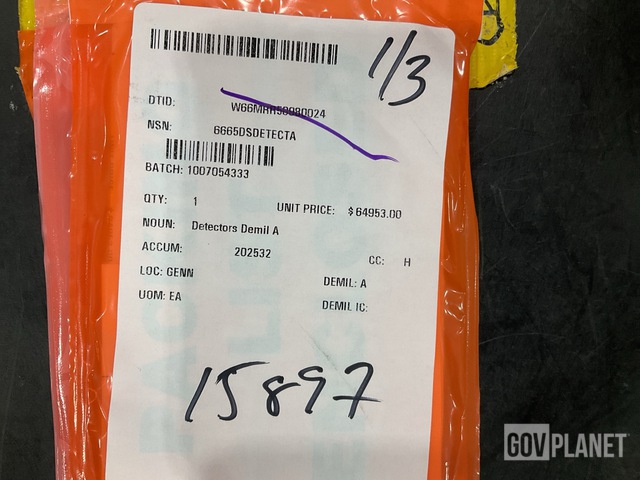 1/3
DTID: W66MHH50980024
NSN: 6665DSDETECTA
BATCH: 1007054333
QTY: 1 UNIT PRICE: $ 64953.00
NOUN: Detectors Demil A
ACCUM: 202532 CC: H
LOC: GENN DEMIL: A
UOM: EA DEMIL IC:
15897
GOVPLANET